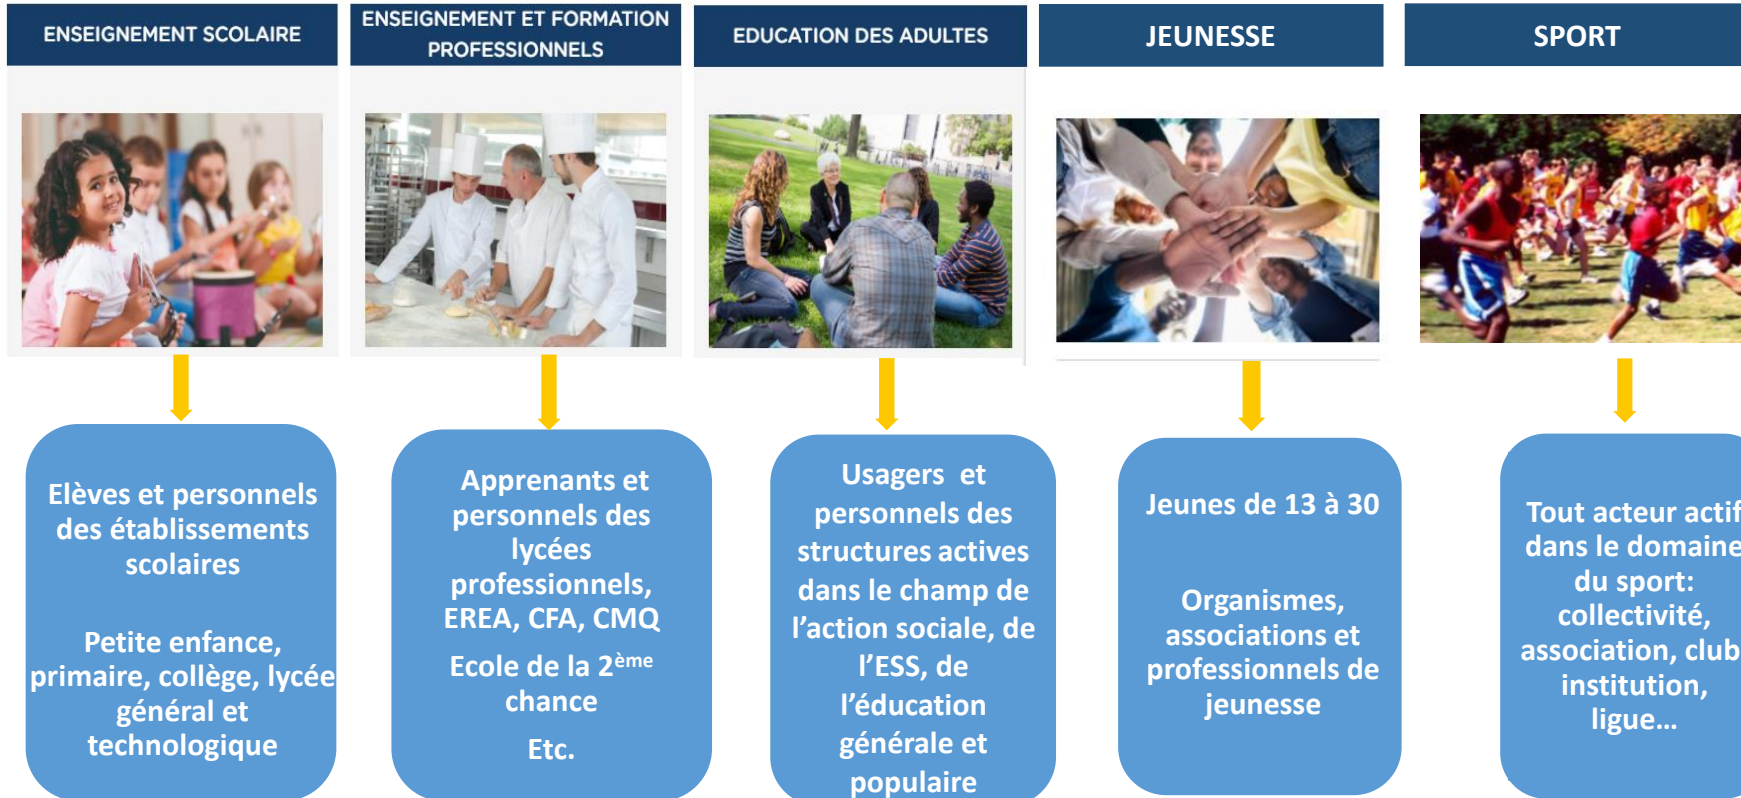 ENSEIGNEMENT SCOLAIRE
ENSEIGNEMENT ET FORMATION
PROFESSIONNELS
EDUCATION DES ADULTES
JEUNESSE
SPORT
Elèves et personnels
des établissements
scolaires
Petite enfance,
primaire, collège, lycée
général et
technologique
Apprenants et
personnels des
lycées
professionnels,
EREA, CFA, CMQ
Ecole de la 2ème
chance
Etc.
Usagers et
personnels des
structures actives
dans le champ de
l’action sociale, de
l’ESS, de
l’éducation
générale et
populaire
Jeunes de 13 à 30
Organismes,
associations et
professionnels de
jeunesse
Tout acteur actif
dans le domaine
du sport:
collectivité,
association, club
institution,
ligue…